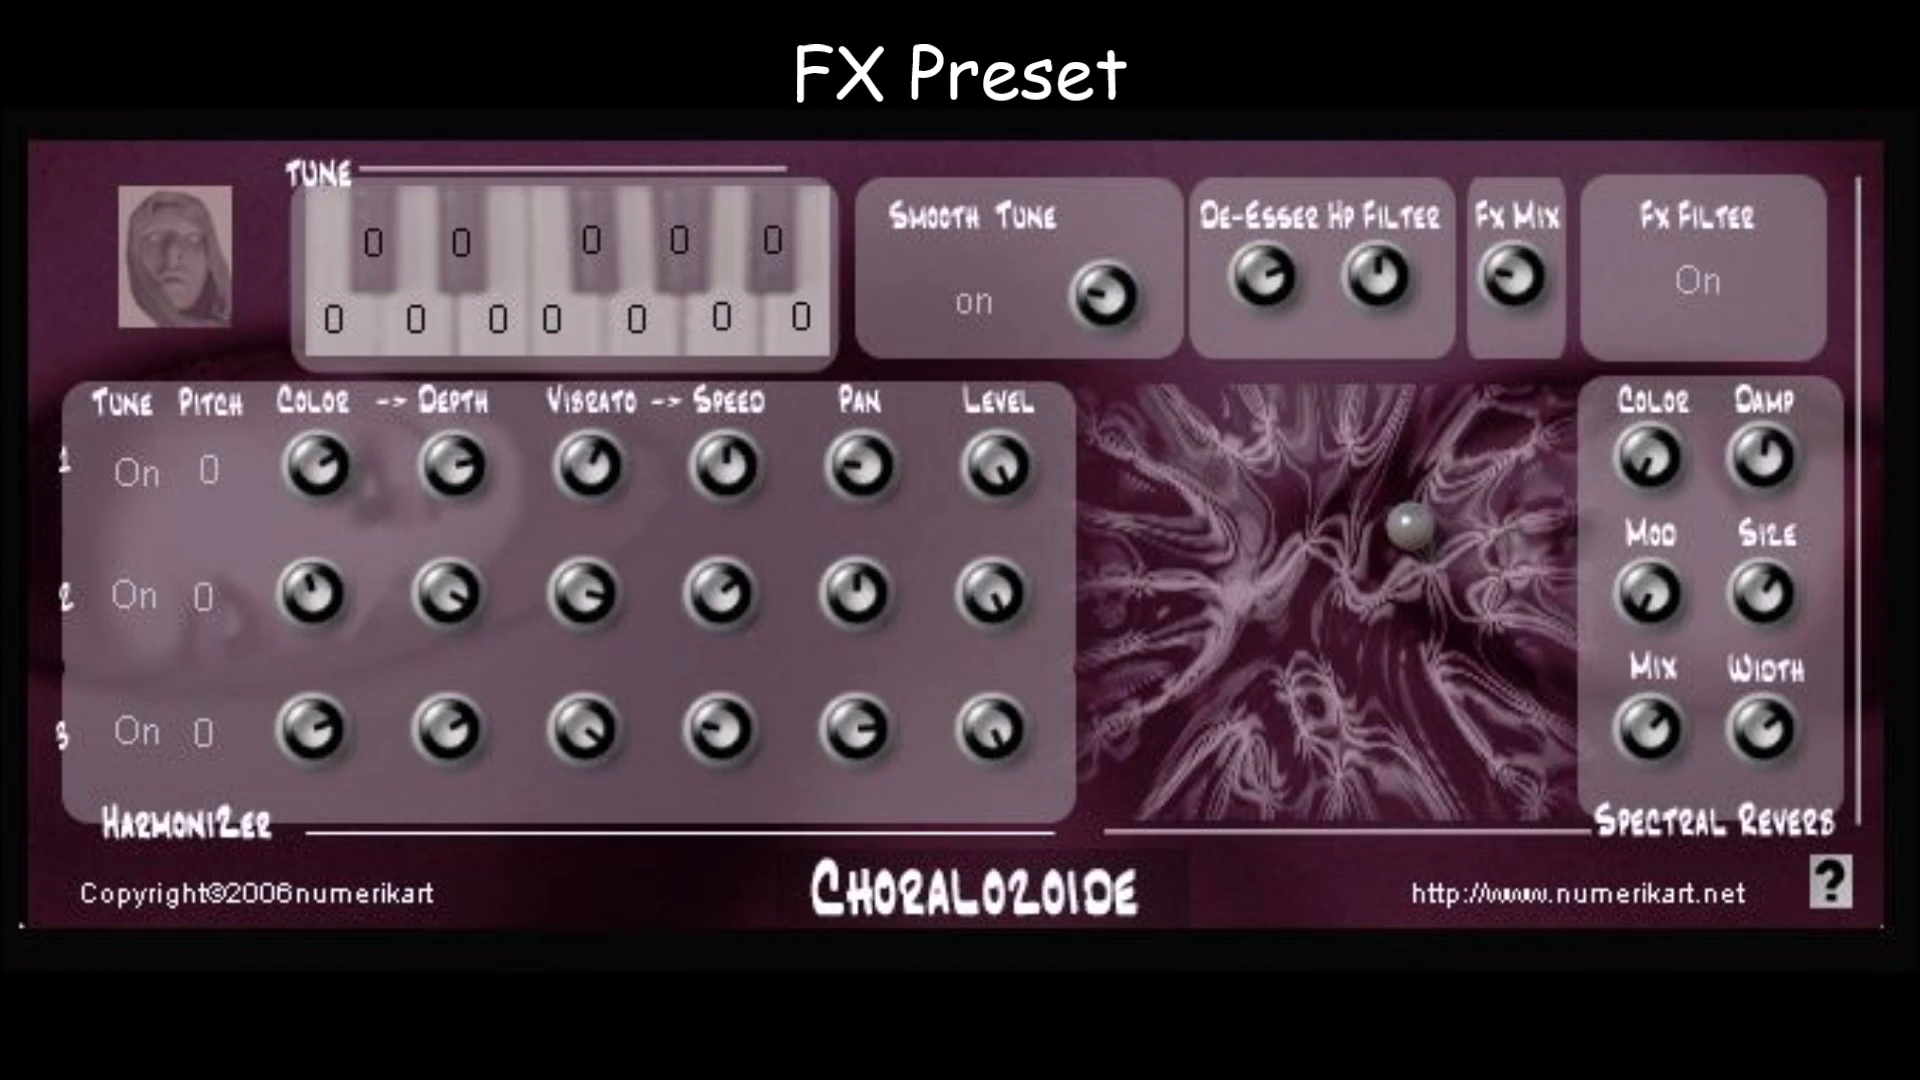 FX Preset
TUNE
0 0 0 0 0
0 0 0 0 0 0 0
SMOOTH TUNE
on
DE-ESSER HP FILTER
FX MIX
FX FILTER
On
TUNE PITCH COLOR --> DEPTH VIBRATO --> SPEED PAN LEVEL
1 On 0
2 On 0
3 On 0
HARMONIZER
COLOR DAMP
MOD SIZE
MIX WIDTH
SPECTRAL REVERB
Copyright©2006numerikart
CHORALOZOIDE
http://www.numerikart.net
?